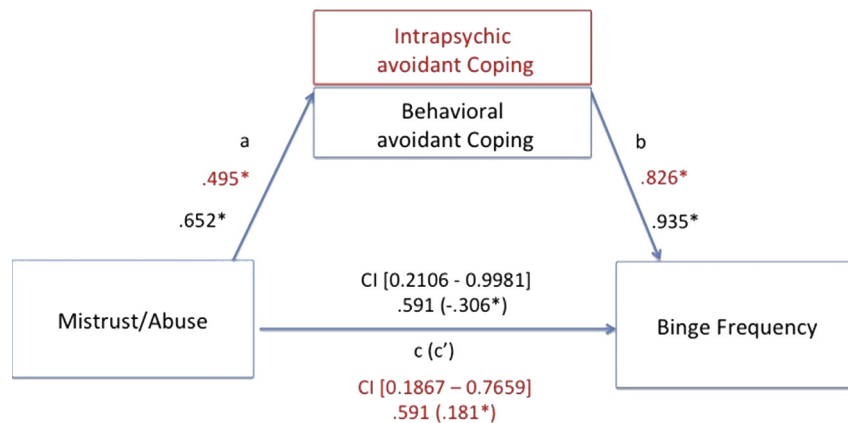 Intrapsychic
avoidant Coping
Behavioral
avoidant Coping
a
b
.495*
.826*
.652*
.935*
CI [0.2106 - 0.9981]
.591 (-.306*)
Mistrust/Abuse
Binge Frequency
c (c’)
CI [0.1867 – 0.7659]
.591 (.181*)